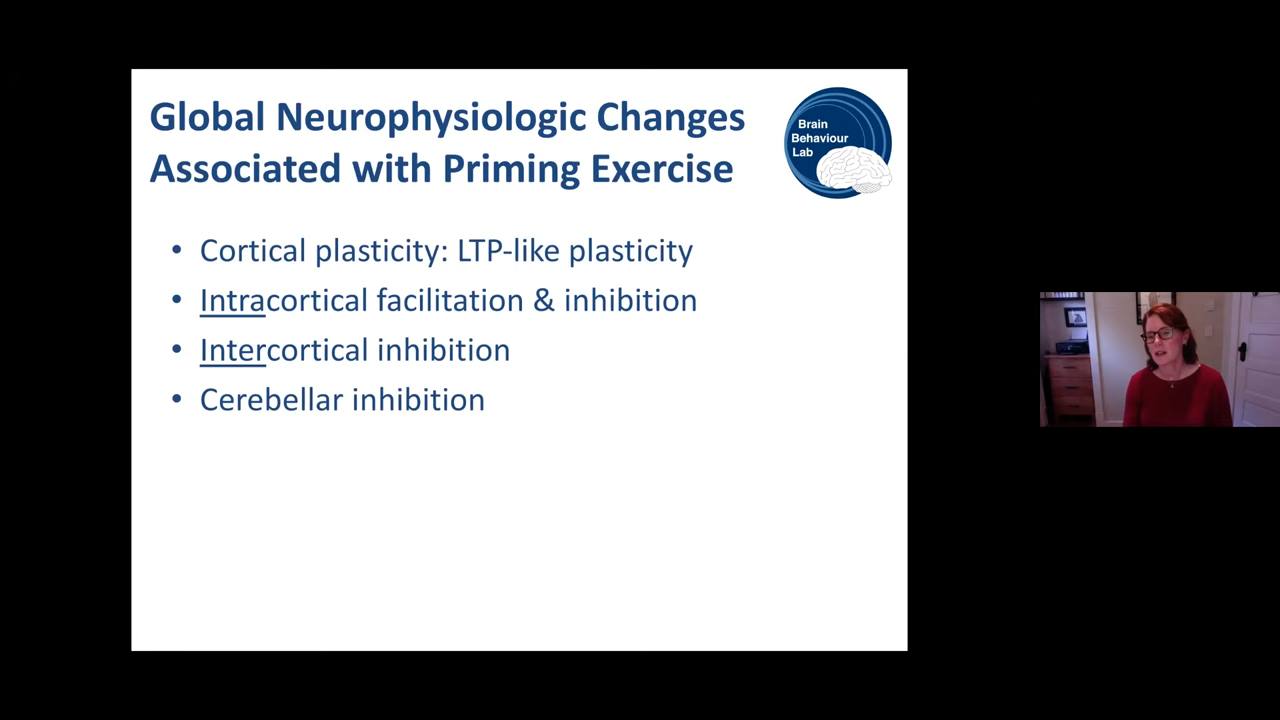 Global Neurophysiologic Changes
Associated with Priming Exercise
Brain
Behaviour
Lab
• Cortical plasticity: LTP-like plasticity
• Intracortical facilitation & inhibition
• Intercortical inhibition
• Cerebellar inhibition